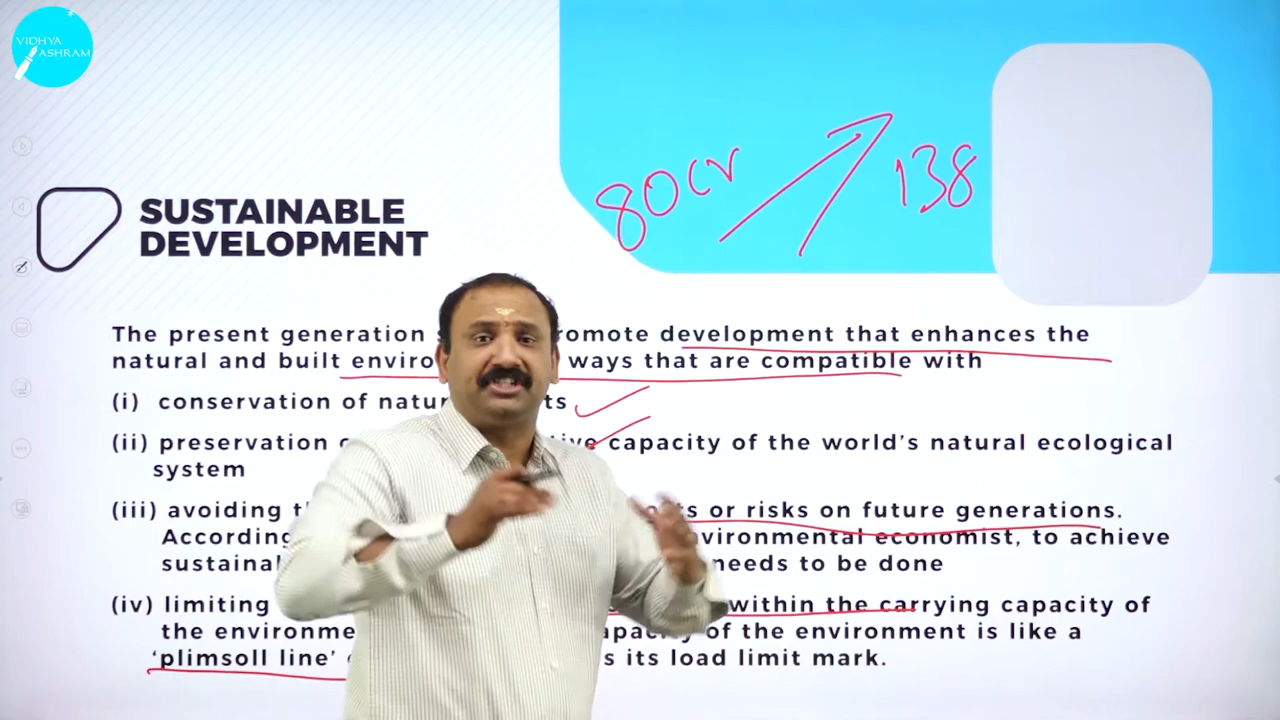 VIDHYA
ASHRAM
80cr
138
SUSTAINABLE
DEVELOPMENT
The present generation romote development that enhances the
natural and built enviro ways that are compatible with
(i) conservation of natur ts
(ii) preservation tive capacity of the world's natural ecological
system
(iii) avoiding or risks on future generations.
According vironmental economist, to achieve
sustainal needs to be done
(iv) limiting within the carrying capacity of
the environme apacity of the environment is like a
'plimsoll line' s its load limit mark.